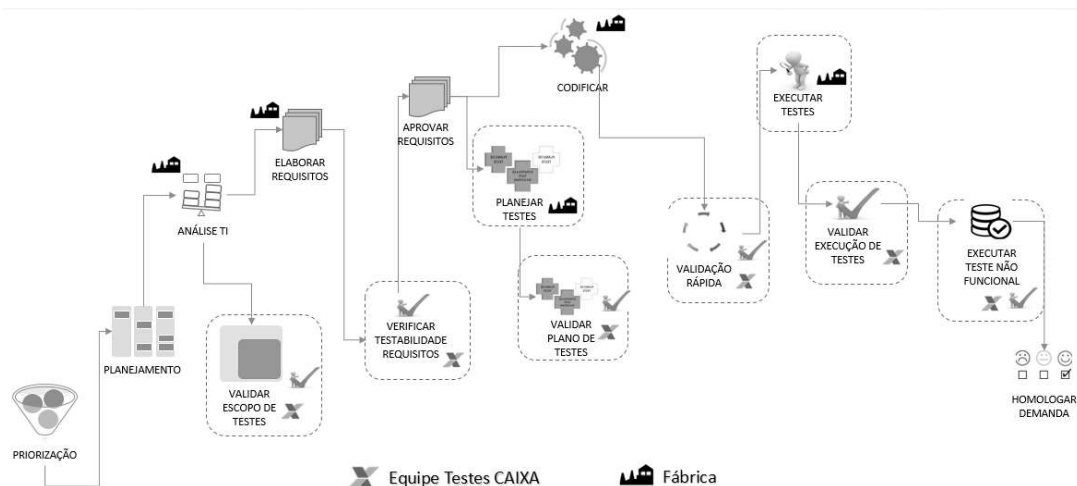 PRIORIZAÇÃO
PLANEJAMENTO
ANÁLISE TI
VALIDAR
ESCOPO DE
TESTES
ELABORAR
REQUISITOS
VERIFICAR
TESTABILIDADE
REQUISITOS
APROVAR
REQUISITOS
CODIFICAR
PLANEJAR
TESTES
VALIDAR
PLANO DE
TESTES
VALIDAÇÃO
RÁPIDA
EXECUTAR
TESTES
VALIDAR
EXECUÇÃO DE
TESTES
EXECUTAR
TESTE NÃO
FUNCIONAL
HOMOLOGAR
DEMANDA
Equipe Testes CAIXA
Fábrica